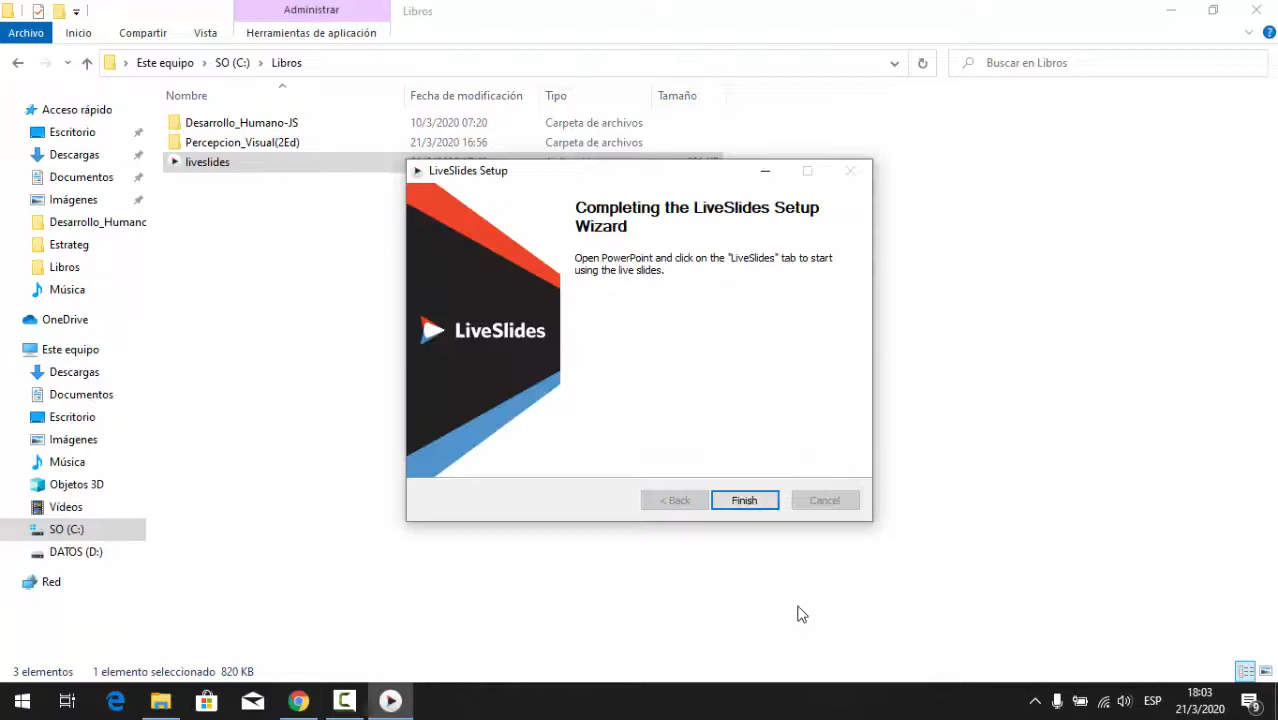 Administrar
Libros
Archivo
Inicio
Compartir
Vista
Herramientas de aplicación
Este equipo
SO (C:)
Libros
Buscar en Libros
Nombre
Fecha de modificación
Tipo
Tamaño
Desarrollo_Humano-JS
10/3/2020 07:20
Carpeta de archivos
Percepcion_Visual(2Ed)
21/3/2020 16:56
Carpeta de archivos
liveslides
Acceso rápido
Escritorio
Descargas
Documentos
Imágenes
Desarrollo_Humanc
Estrateg
Libros
Música
OneDrive
Este equipo
Descargas
Documentos
Escritorio
Imágenes
Música
Objetos 3D
Vídeos
SO (C:)
DATOS (D:)
Red
LiveSlides Setup
Completing the LiveSlides Setup
Wizard
Open PowerPoint and click on the "LiveSlides" tab to start
using the live slides.
LiveSlides
< Back
Finish
Cancel
3 elementos
1 elemento seleccionado 820 KB
ESP
18:03
21/3/2020
9